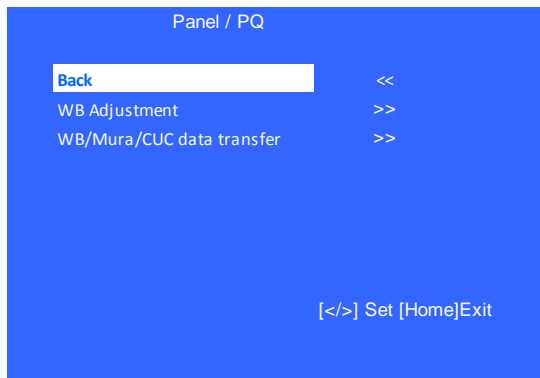 Panel / PQ
Back <<
WB Adjustment >>
WB/Mura/CUC data transfer >>
[</>] Set [Home]Exit